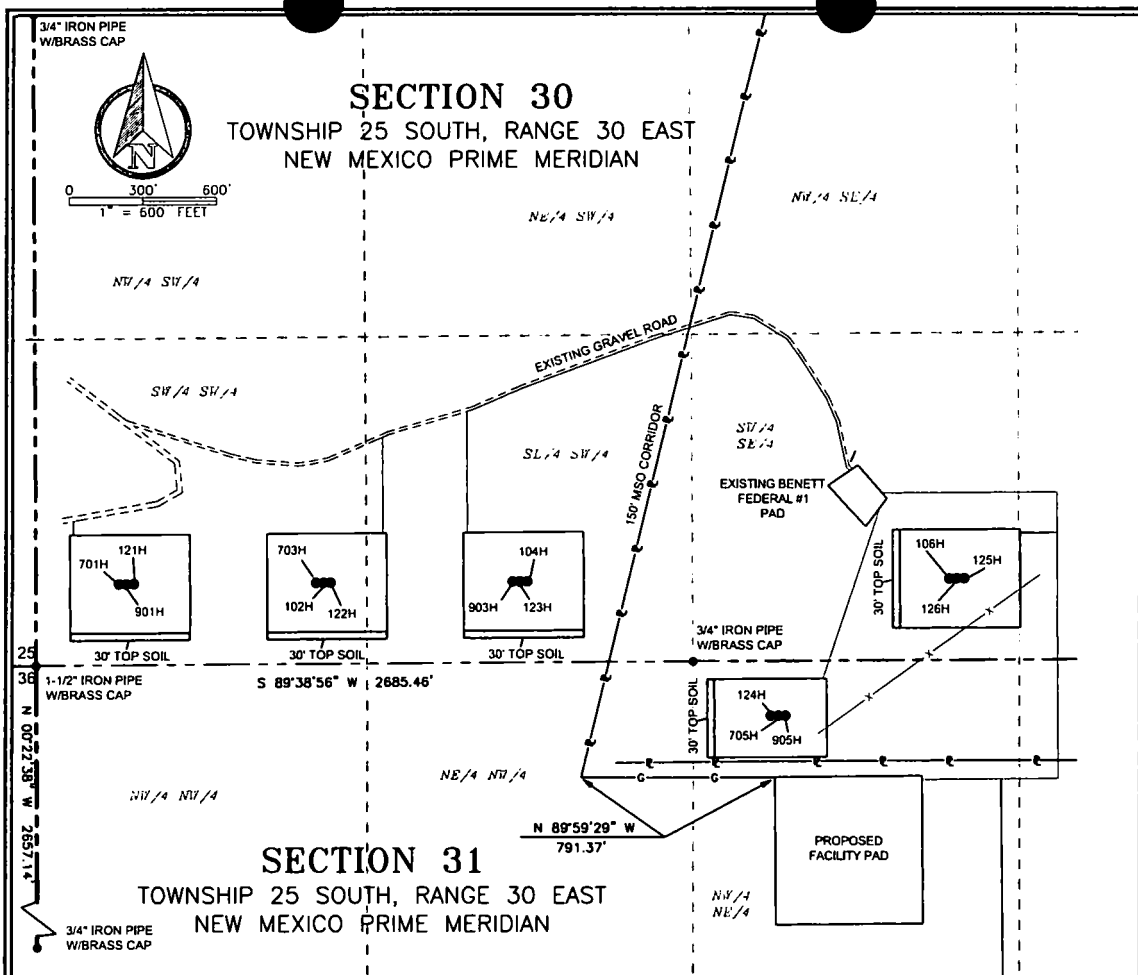 3/4" IRON PIPE
W/BRASS CAP
N
0 300' 600'
1" = 600 FEET
SECTION 30
TOWNSHIP 25 SOUTH, RANGE 30 EAST
NEW MEXICO PRIME MERIDIAN
NE/4 SW/4
NW/4 SE/4
NW/4 SW/4
EXISTING GRAVEL ROAD
SW/4 SW/4
SE/4 SW/4
150' MSO CORRIDOR
SW/4
SE/4
EXISTING BENETT
FEDERAL #1
PAD
701H
121H
901H
30' TOP SOIL
703H
102H
122H
30' TOP SOIL
104H
903H
123H
30' TOP SOIL
106H
125H
126H
30' TOP SOIL
3/4" IRON PIPE
W/BRASS CAP
25
36
1-1/2" IRON PIPE
W/BRASS CAP
S 89°38'56" W 2685.46'
30' TOP SOIL
124H
705H
905H
X
X
X
G
G
N 00°22'38" W 2657.14'
NW/4 NW/4
NE/4 NW/4
N 89°59'29" W
791.37'
PROPOSED
FACILITY PAD
NW/4
NE/4
SECTION 31
TOWNSHIP 25 SOUTH, RANGE 30 EAST
NEW MEXICO PRIME MERIDIAN
3/4" IRON PIPE
W/BRASS CAP